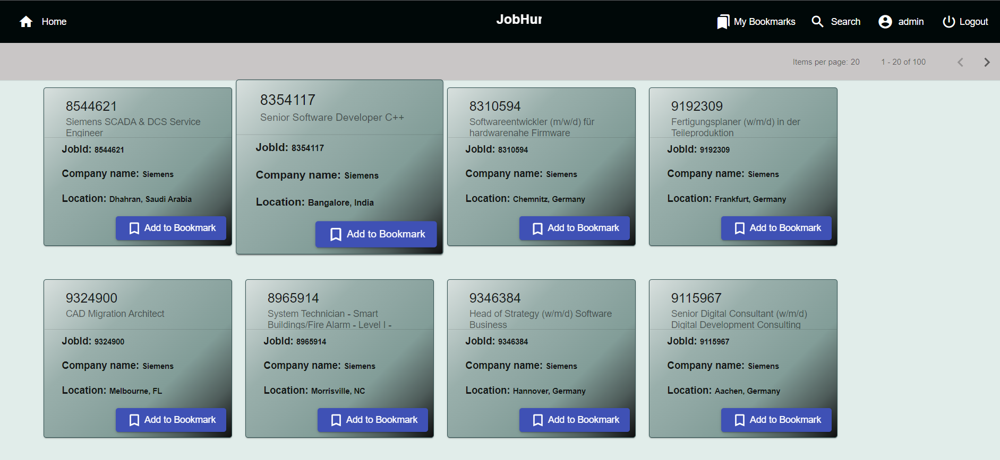 Home
JobHur
My Bookmarks
Search
admin
Logout
Items per page: 20
1 - 20 of 100
8544621
Siemens SCADA & DCS Service
Engineer
JobId: 8544621
Company name: Siemens
Location: Dhahran, Saudi Arabia
Add to Bookmark
8354117
Senior Software Developer C++
JobId: 8354117
Company name: Siemens
Location: Bangalore, India
Add to Bookmark
8310594
Softwareentwickler (m/w/d) für
hardwarenahe Firmware
JobId: 8310594
Company name: Siemens
Location: Chemnitz, Germany
Add to Bookmark
9192309
Fertigungsplaner (w/m/d) in der
Teileproduktion
JobId: 9192309
Company name: Siemens
Location: Frankfurt, Germany
Add to Bookmark
9324900
CAD Migration Architect
JobId: 9324900
Company name: Siemens
Location: Melbourne, FL
Add to Bookmark
8965914
System Technician - Smart
Buildings/Fire Alarm - Level I -
JobId: 8965914
Company name: Siemens
Location: Morrisville, NC
Add to Bookmark
9346384
Head of Strategy (w/m/d) Software
Business
JobId: 9346384
Company name: Siemens
Location: Hannover, Germany
Add to Bookmark
9115967
Senior Digital Consultant (w/m/d)
Digital Development Consulting
JobId: 9115967
Company name: Siemens
Location: Aachen, Germany
Add to Bookmark